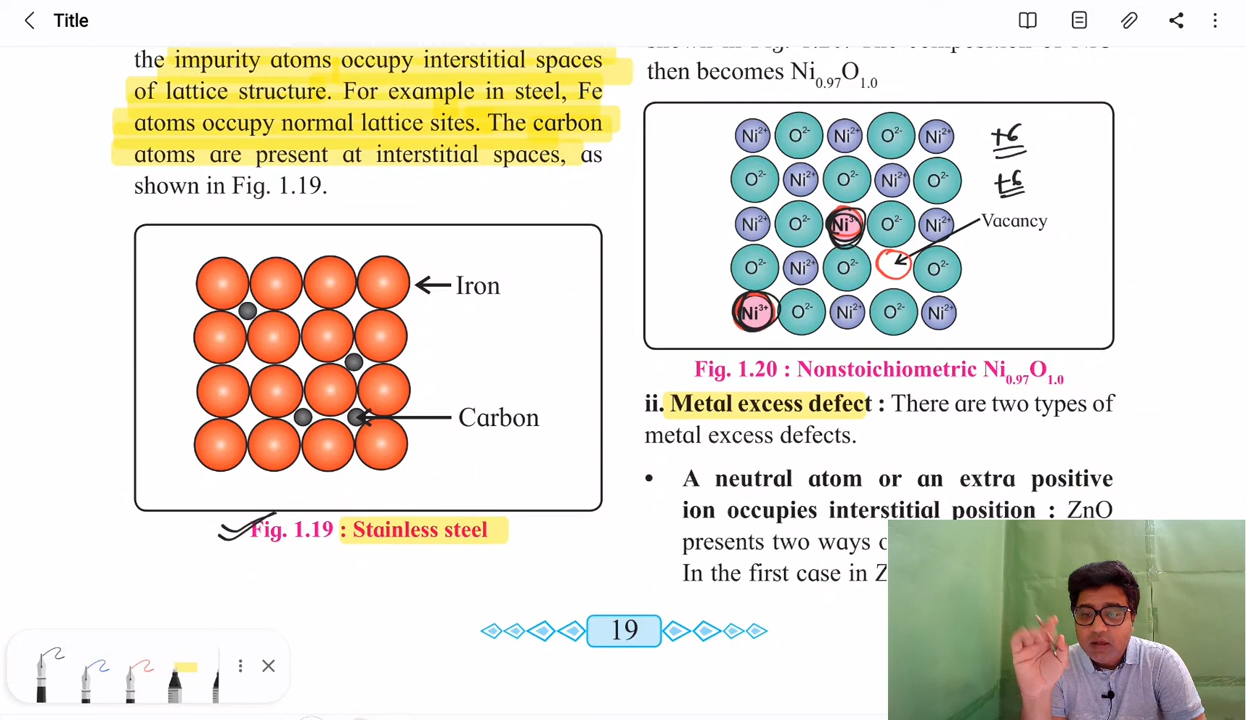 Title
the impurity atoms occupy interstitial spaces
of lattice structure. For example in steel, Fe
atoms occupy normal lattice sites. The carbon
atoms are present at interstitial spaces, as
shown in Fig. 1.19.
Iron
Carbon
Fig. 1.19 : Stainless steel
then becomes Ni0.97O1.0
Ni2+ O2- Ni2+ O2- Ni2+
O2- Ni2+ O2- Ni2+ O2-
Ni2+ O2- Ni3+ O2- Ni2+
O2- Ni2+ O2- O2-
Ni3+ O2- Ni2+ O2- Ni2+
+6
+6
Vacancy
Fig. 1.20 : Nonstoichiometric Ni0.97O1.0
ii. Metal excess defect : There are two types of
metal excess defects.
• A neutral atom or an extra positive
ion occupies interstitial position : ZnO
presents two ways
In the first case in
19